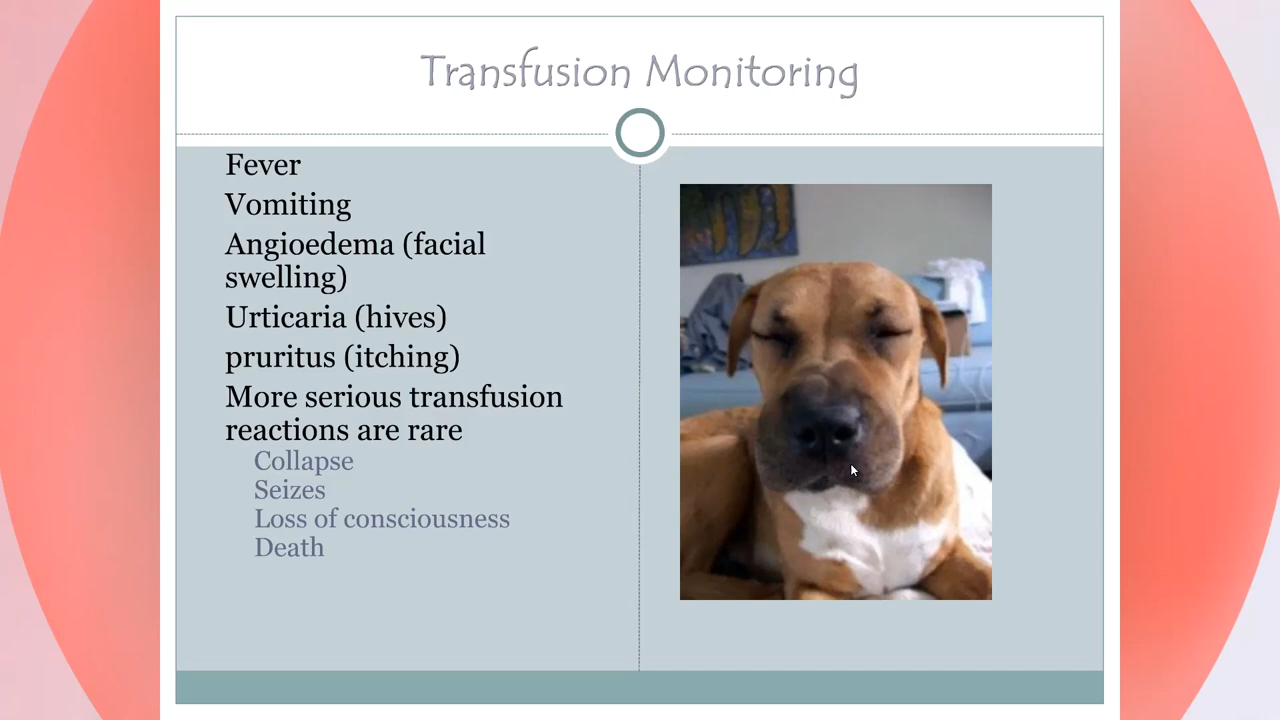 Transfusion Monitoring
Fever
Vomiting
Angioedema (facial
swelling)
Urticaria (hives)
pruritus (itching)
More serious transfusion
reactions are rare
Collapse
Seizes
Loss of consciousness
Death